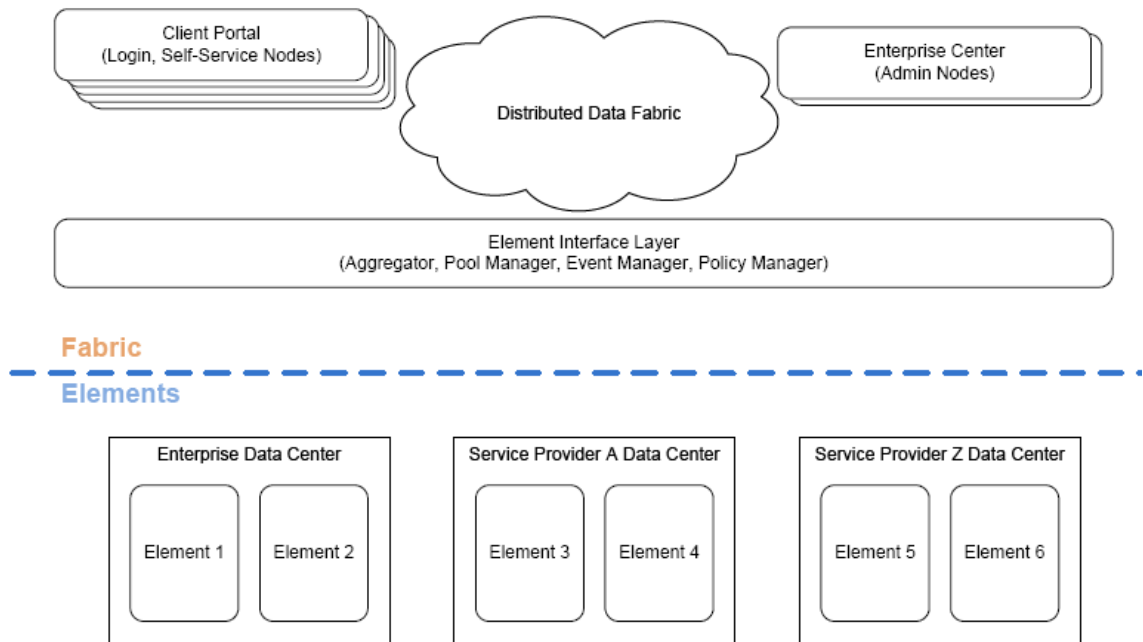 Client Portal
(Login, Self-Service Nodes)
Distributed Data Fabric
Enterprise Center
(Admin Nodes)
Element Interface Layer
(Aggregator, Pool Manager, Event Manager, Policy Manager)
Fabric
Elements
Enterprise Data Center
Element 1
Element 2
Service Provider A Data Center
Element 3
Element 4
Service Provider Z Data Center
Element 5
Element 6